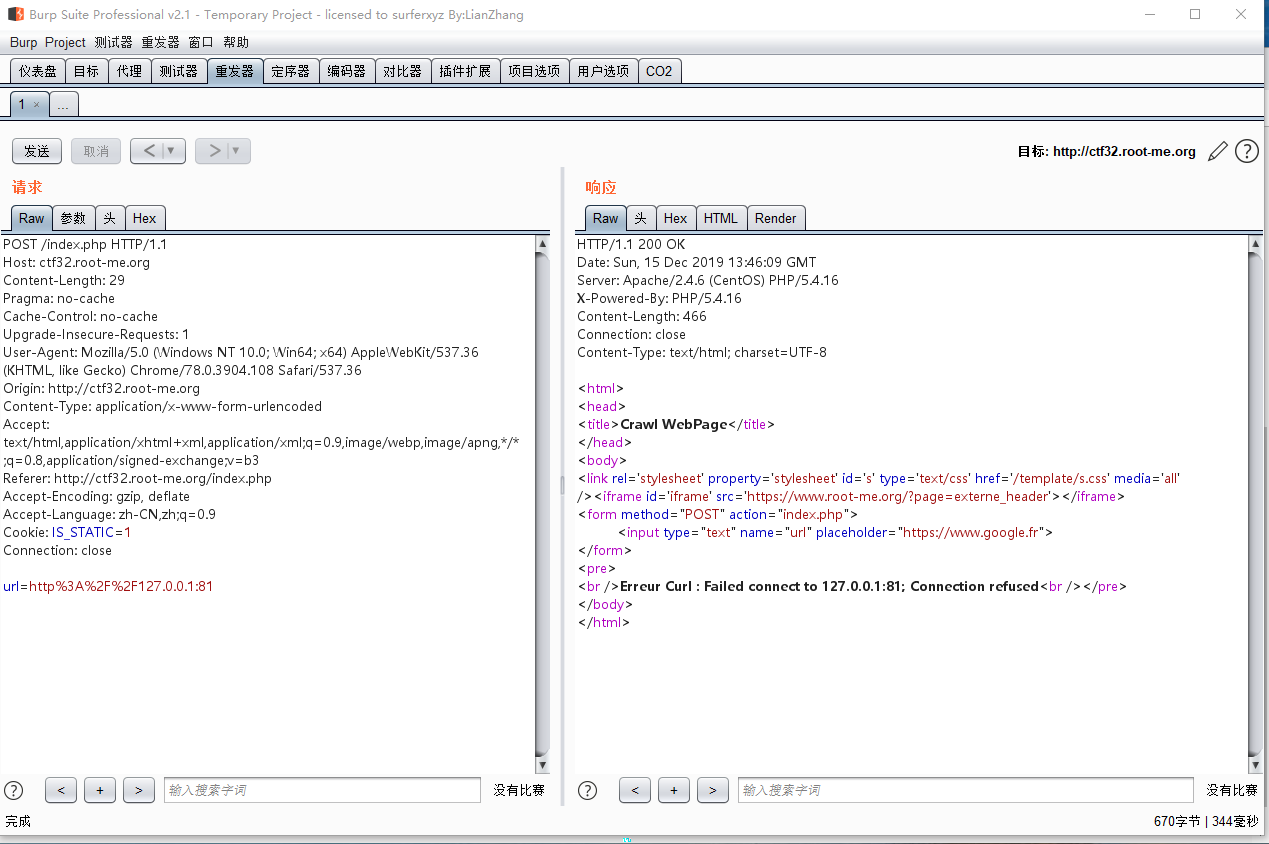 Burp Suite Professional v2.1 - Temporary Project - licensed to surferxyz By:LianZhang
Burp Project 测试器 重发器 窗口 帮助
仪表盘 目标 代理 测试器 重发器 定序器 编码器 对比器 插件扩展 项目选项 用户选项 CO2
1 × ...
发送 取消 < ▼ > ▼ 目标: http://ctf32.root-me.org ?
请求
Raw 参数 头 Hex
POST /index.php HTTP/1.1
Host: ctf32.root-me.org
Content-Length: 29
Pragma: no-cache
Cache-Control: no-cache
Upgrade-Insecure-Requests: 1
User-Agent: Mozilla/5.0 (Windows NT 10.0; Win64; x64) AppleWebKit/537.36
(KHTML, like Gecko) Chrome/78.0.3904.108 Safari/537.36
Origin: http://ctf32.root-me.org
Content-Type: application/x-www-form-urlencoded
Accept:
text/html,application/xhtml+xml,application/xml;q=0.9,image/webp,image/apng,*/*
;q=0.8,application/signed-exchange;v=b3
Referer: http://ctf32.root-me.org/index.php
Accept-Encoding: gzip, deflate
Accept-Language: zh-CN,zh;q=0.9
Cookie: IS_STATIC=1
Connection: close
url=http%3A%2F%2F127.0.0.1:81
? < + > 输入搜索字词 没有比赛
响应
Raw 头 Hex HTML Render
HTTP/1.1 200 OK
Date: Sun, 15 Dec 2019 13:46:09 GMT
Server: Apache/2.4.6 (CentOS) PHP/5.4.16
X-Powered-By: PHP/5.4.16
Content-Length: 466
Connection: close
Content-Type: text/html; charset=UTF-8
<html>
<head>
<title>Crawl WebPage</title>
</head>
<body>
<link rel='stylesheet' property='stylesheet' id='s' type='text/css' href='/template/s.css' media='all'
/><iframe id='iframe' src='https://www.root-me.org/?page=externe_header'></iframe>
<form method="POST" action="index.php">
<input type="text" name="url" placeholder="https://www.google.fr">
</form>
<pre>
<br />Erreur Curl : Failed connect to 127.0.0.1:81; Connection refused<br /></pre>
</body>
</html>
? < + > 输入搜索字词 没有比赛
完成 670字节 | 344毫秒